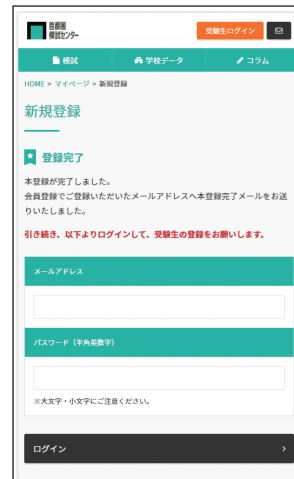 首都圏
模試センター
受験生ログイン
模試
学校データ
コラム
HOME > マイページ > 新規登録
新規登録
登録完了
本登録が完了しました。
会員登録でご登録いただいたメールアドレスへ本登録完了メールをお送
りいたしました。
引き続き、以下よりログインして、受験生の登録をお願いします。
メールアドレス
パスワード（半角英数字）
※大文字・小文字にご注意ください。
ログイン